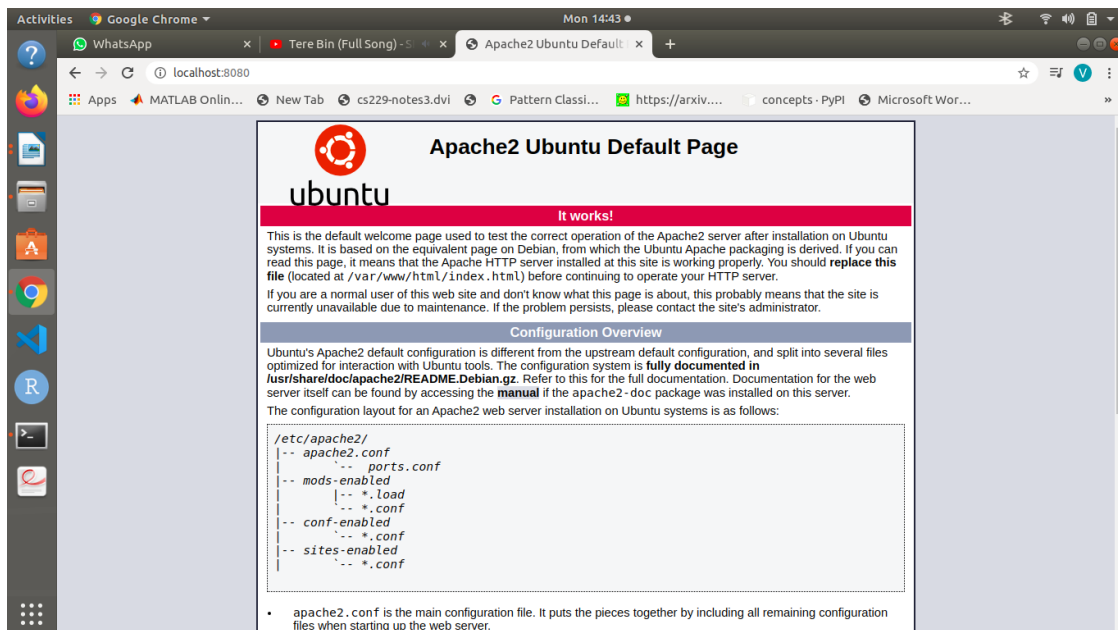 Activities Google Chrome Mon 14:43
WhatsApp Tere Bin (Full Song) - Apache2 Ubuntu Default
localhost:8080 V
Apps MATLAB Onlin... New Tab cs229-notes3.dvi Pattern Classi... https://arxiv.... concepts · PyPI Microsoft Wor... »
Apache2 Ubuntu Default Page
ubuntu
It works!
This is the default welcome page used to test the correct operation of the Apache2 server after installation on Ubuntu
systems. It is based on the equivalent page on Debian, from which the Ubuntu Apache packaging is derived. If you can
read this page, it means that the Apache HTTP server installed at this site is working properly. You should replace this
file (located at /var/www/html/index.html) before continuing to operate your HTTP server.
If you are a normal user of this web site and don't know what this page is about, this probably means that the site is
currently unavailable due to maintenance. If the problem persists, please contact the site's administrator.
Configuration Overview
Ubuntu's Apache2 default configuration is different from the upstream default configuration, and split into several files
optimized for interaction with Ubuntu tools. The configuration system is fully documented in
/usr/share/doc/apache2/README.Debian.gz. Refer to this for the full documentation. Documentation for the web
server itself can be found by accessing the manual if the apache2-doc package was installed on this server.
The configuration layout for an Apache2 web server installation on Ubuntu systems is as follows:
/etc/apache2/
|-- apache2.conf
|       `--  ports.conf
|-- mods-enabled
|       |-- *.load
|       `-- *.conf
|-- conf-enabled
|       `-- *.conf
|-- sites-enabled
|       `-- *.conf
• apache2.conf is the main configuration file. It puts the pieces together by including all remaining configuration
files when starting up the web server.